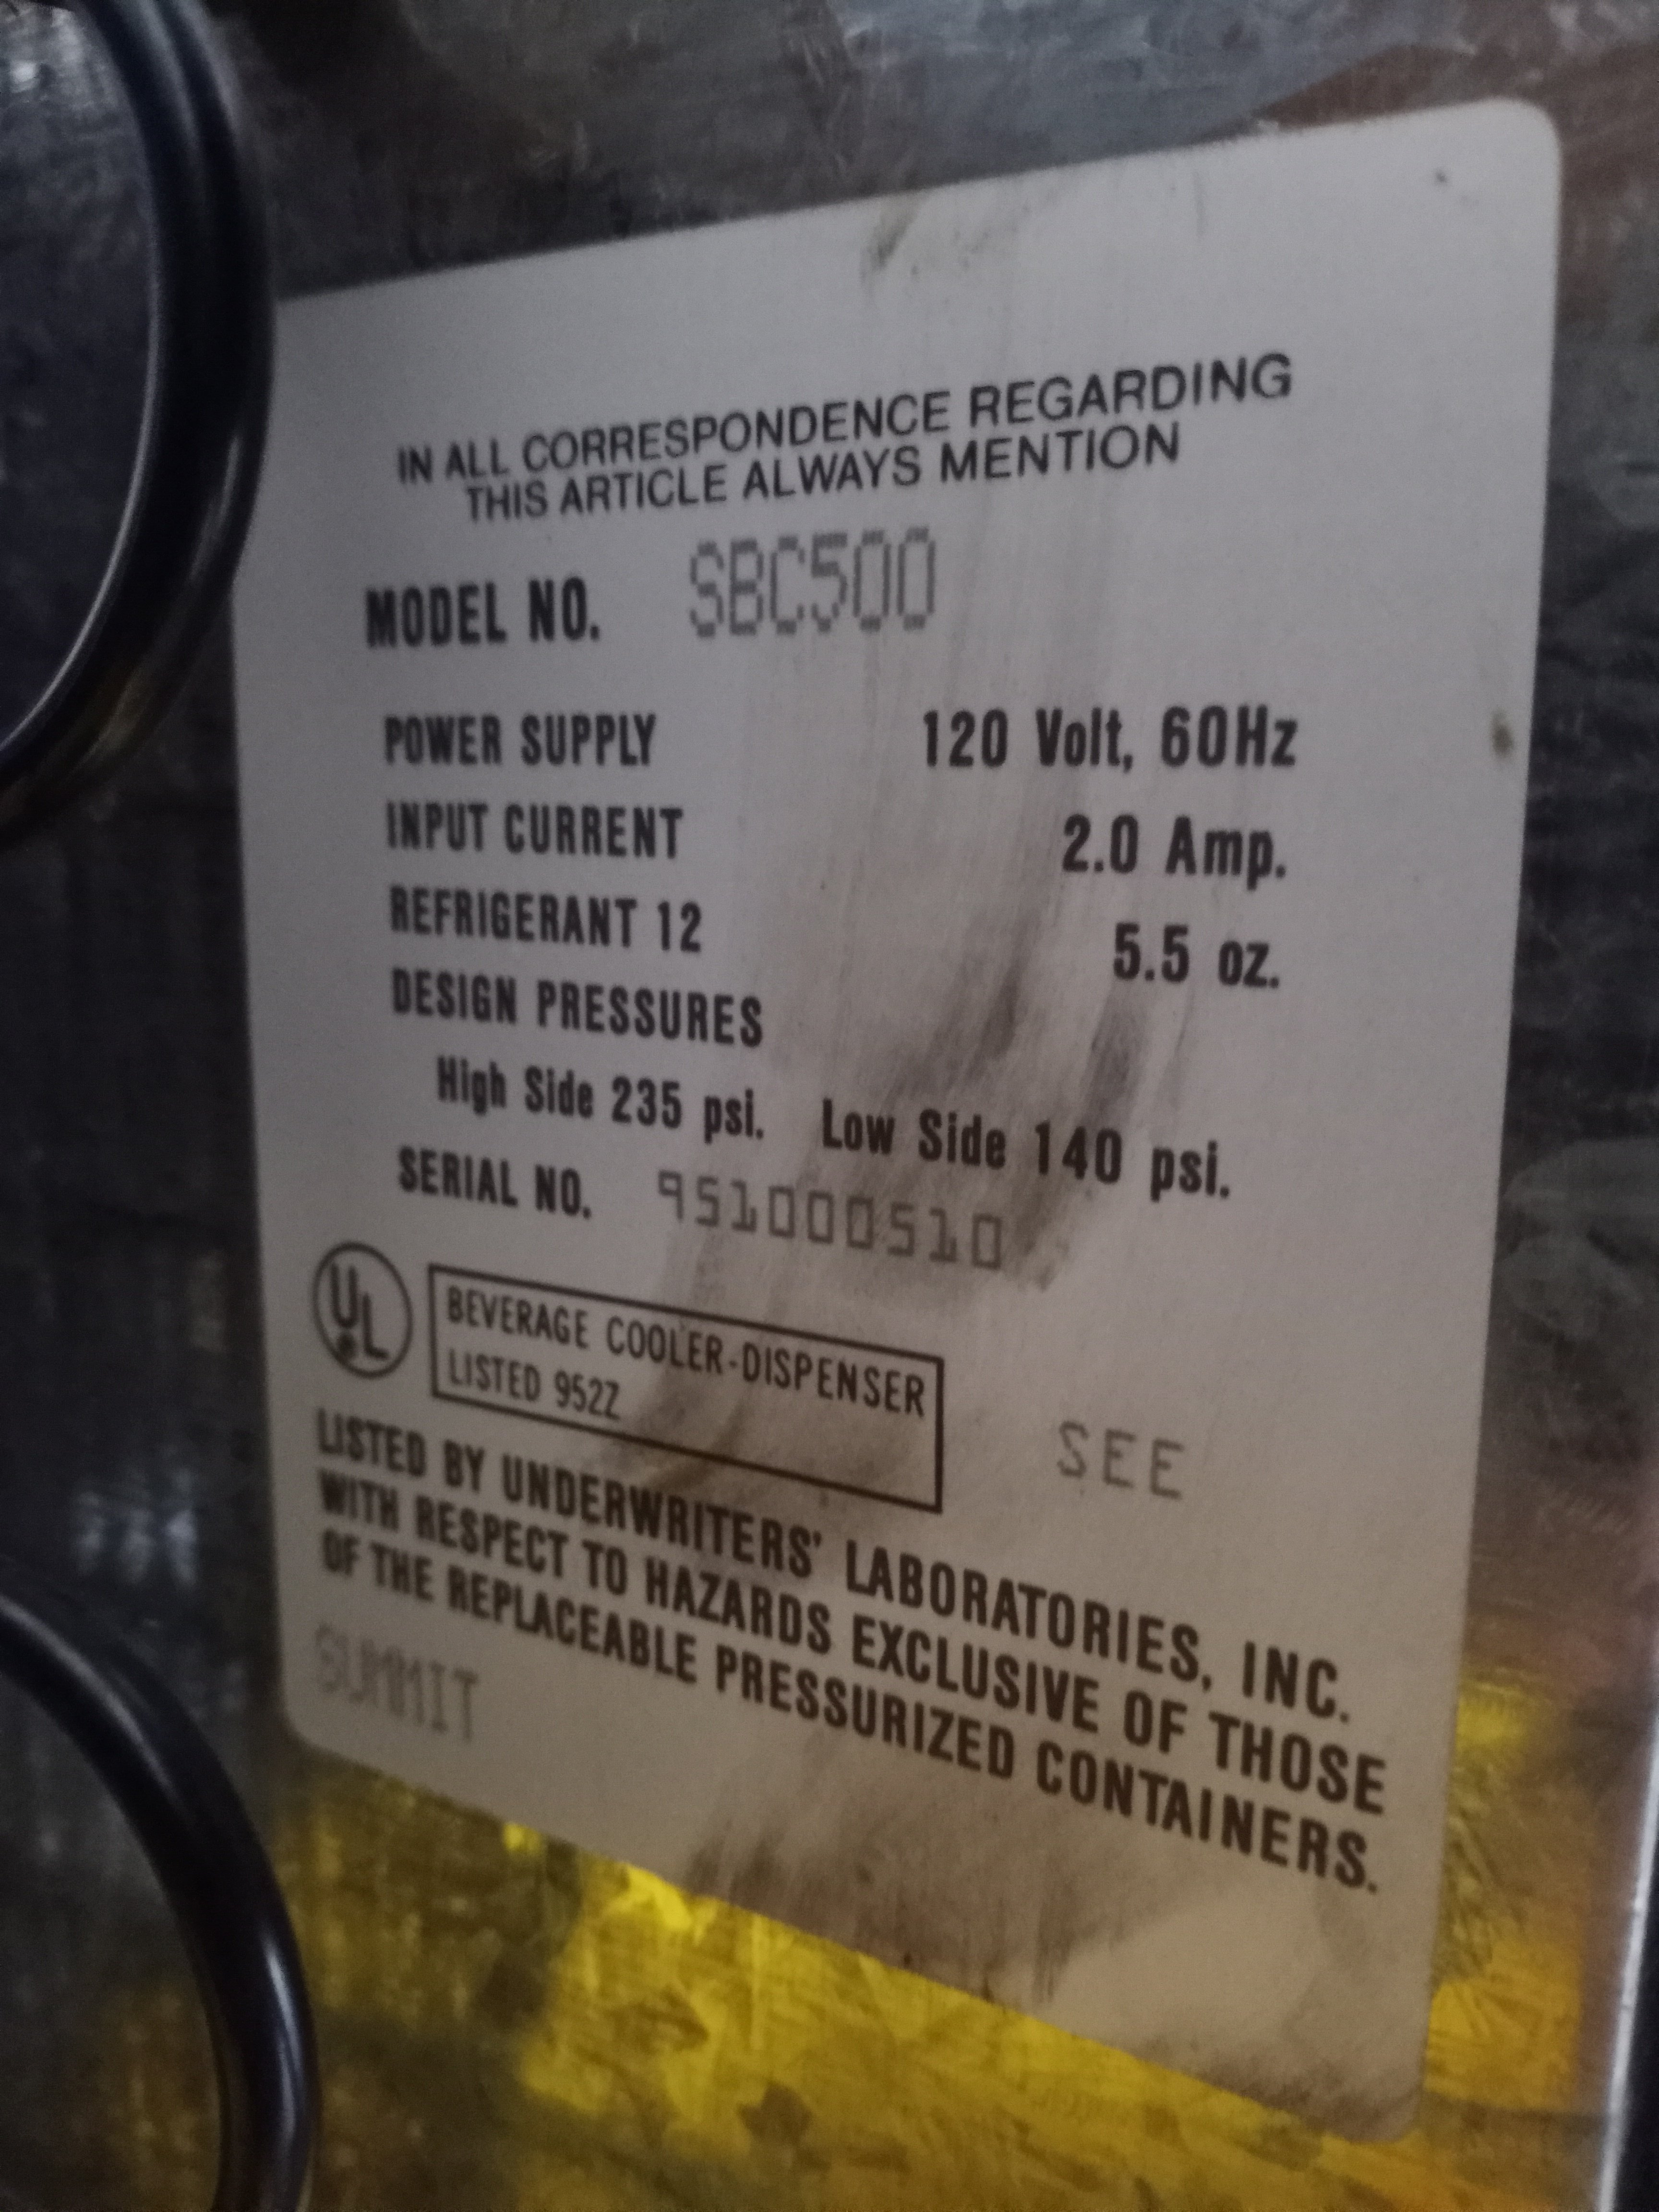 IN ALL CORRESPONDENCE REGARDING
THIS ARTICLE ALWAYS MENTION
MODEL NO. SBC500
POWER SUPPLY 120 Volt, 60Hz
INPUT CURRENT 2.0 Amp.
REFRIGERANT 12 5.5 oz.
DESIGN PRESSURES
High Side 235 psi. Low Side 140 psi.
SERIAL NO. 951000510
UL BEVERAGE COOLER-DISPENSER
LISTED 952Z
SEE
LISTED BY UNDERWRITERS' LABORATORIES, INC.
WITH RESPECT TO HAZARDS EXCLUSIVE OF THOSE
OF THE REPLACEABLE PRESSURIZED CONTAINERS.
SUMMIT